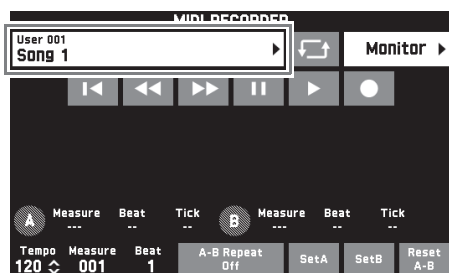 MIDI RECORDER
User 001
Song 1
Monitor
A Measure Beat Tick B Measure Beat Tick
--- -- -- --- -- --
Tempo Measure Beat A-B Repeat SetA SetB Reset
120 001 1 Off A-B